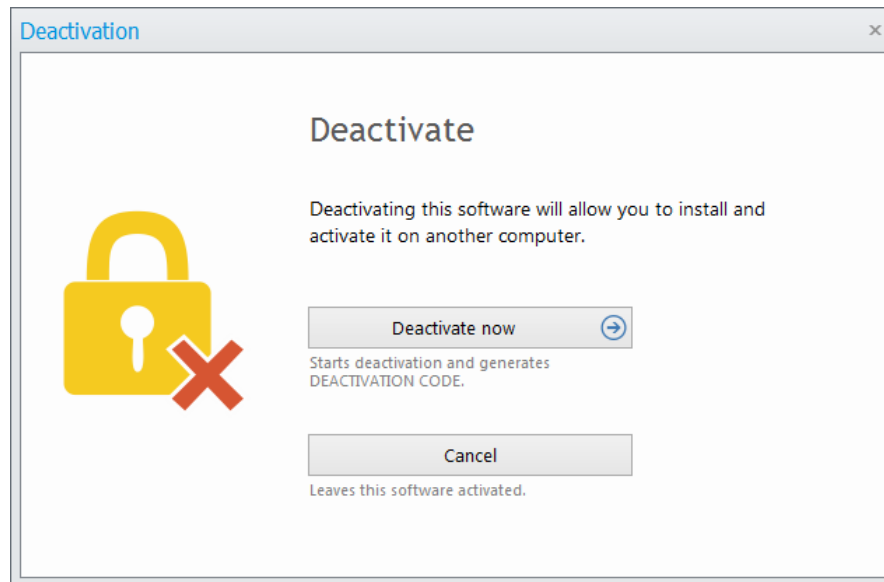 Deactivation
Deactivate
Deactivating this software will allow you to install and
activate it on another computer.
Deactivate now
Starts deactivation and generates
DEACTIVATION CODE.
Cancel
Leaves this software activated.